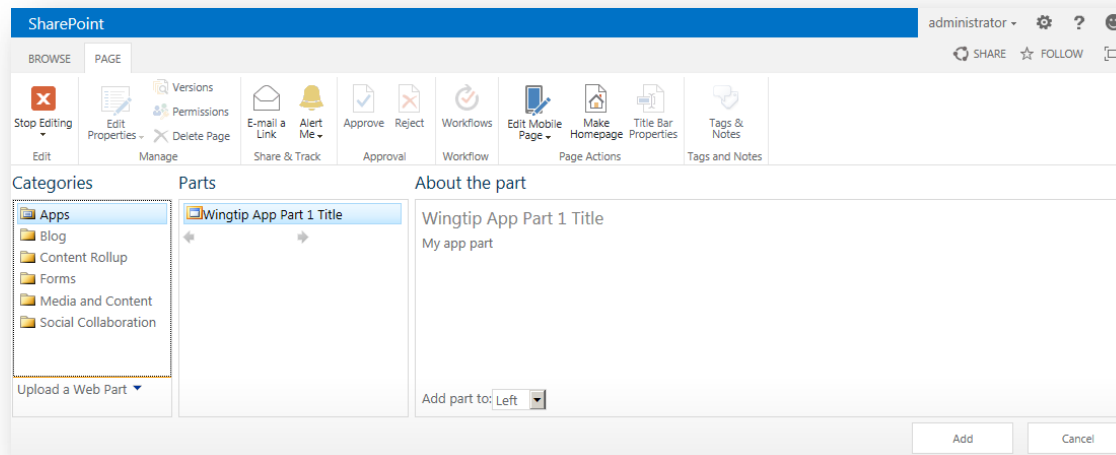 SharePoint
administrator
?
BROWSE
PAGE
SHARE
FOLLOW
Stop Editing
Edit
Properties
Versions
Permissions
Delete Page
E-mail a
Link
Alert
Me
Approve
Reject
Workflows
Edit Mobile
Page
Make
Homepage
Title Bar
Properties
Tags &
Notes
Edit
Manage
Share & Track
Approval
Workflow
Page Actions
Tags and Notes
Categories
Parts
About the part
Apps
Blog
Content Rollup
Forms
Media and Content
Social Collaboration
Upload a Web Part
Wingtip App Part 1 Title
Wingtip App Part 1 Title
My app part
Add part to: Left
Add
Cancel